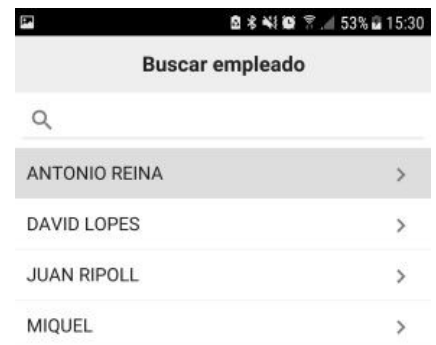 53% 15:30
Buscar empleado
ANTONIO REINA
DAVID LOPES
JUAN RIPOLL
MIQUEL